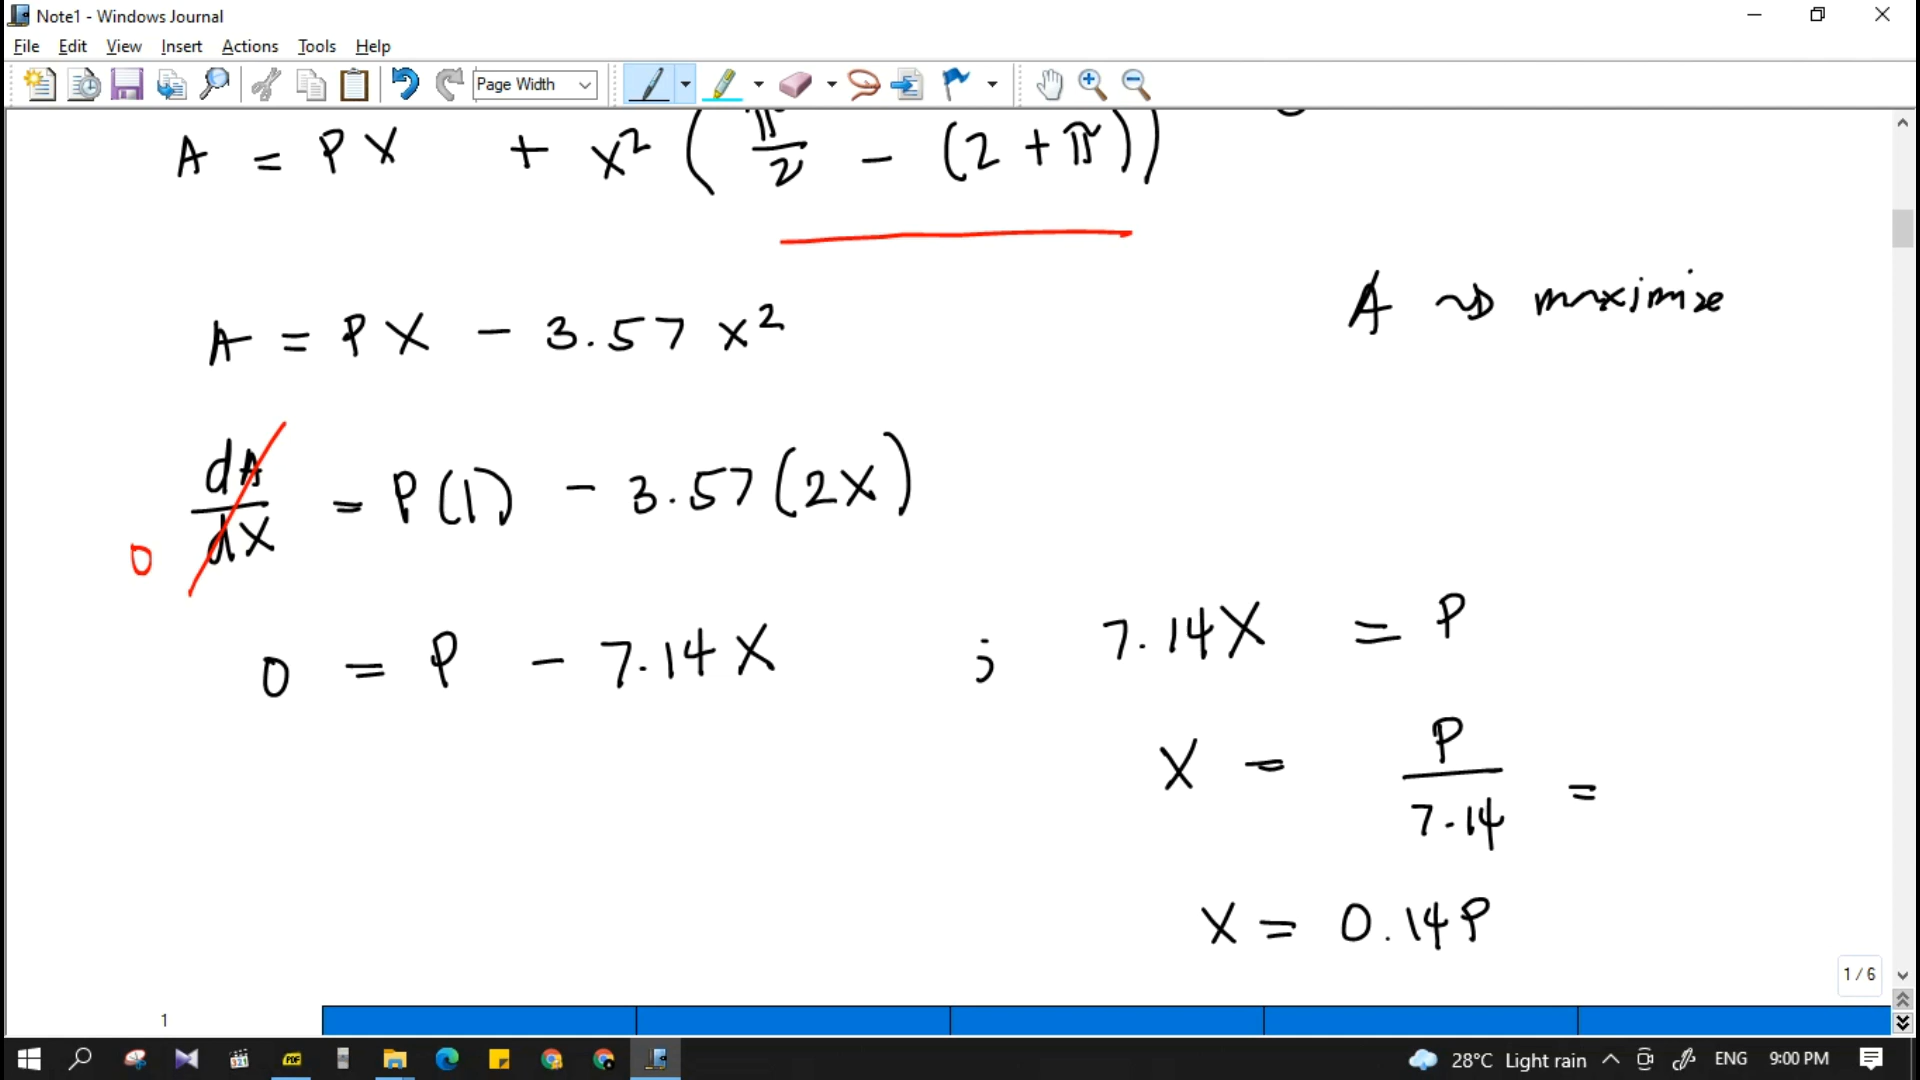 Note1 - Windows Journal
File Edit View Insert Actions Tools Help
Page Width
A = PX + x² ( π/2 - (2 + π))
A = PX - 3.57 x²
A ~> maximize
dA/dX = P(1) - 3.57 (2X)
0
0 = P - 7.14X ; 7.14X = P
X = P/7.14 =
X = 0.14P
1 / 6
1
28°C Light rain ENG 9:00 PM